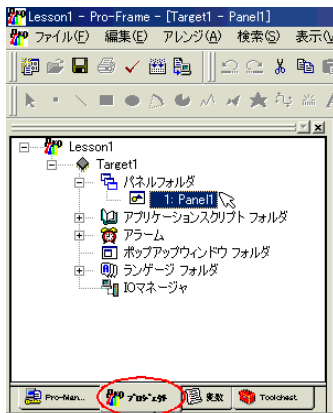 Lesson1 - Pro-Frame - [Target1 - Panel1]
ファイル(F) 編集(E) アレンジ(A) 検索(S) 表示(V
Lesson1
Target1
パネルフォルダ
1: Panel1
アプリケーションスクリプト フォルダ
アラーム
ポップアップウィンドウ フォルダ
ランゲージ フォルダ
IOマネージャ
Pro-Man... プロジェクト 変数 Toolchest